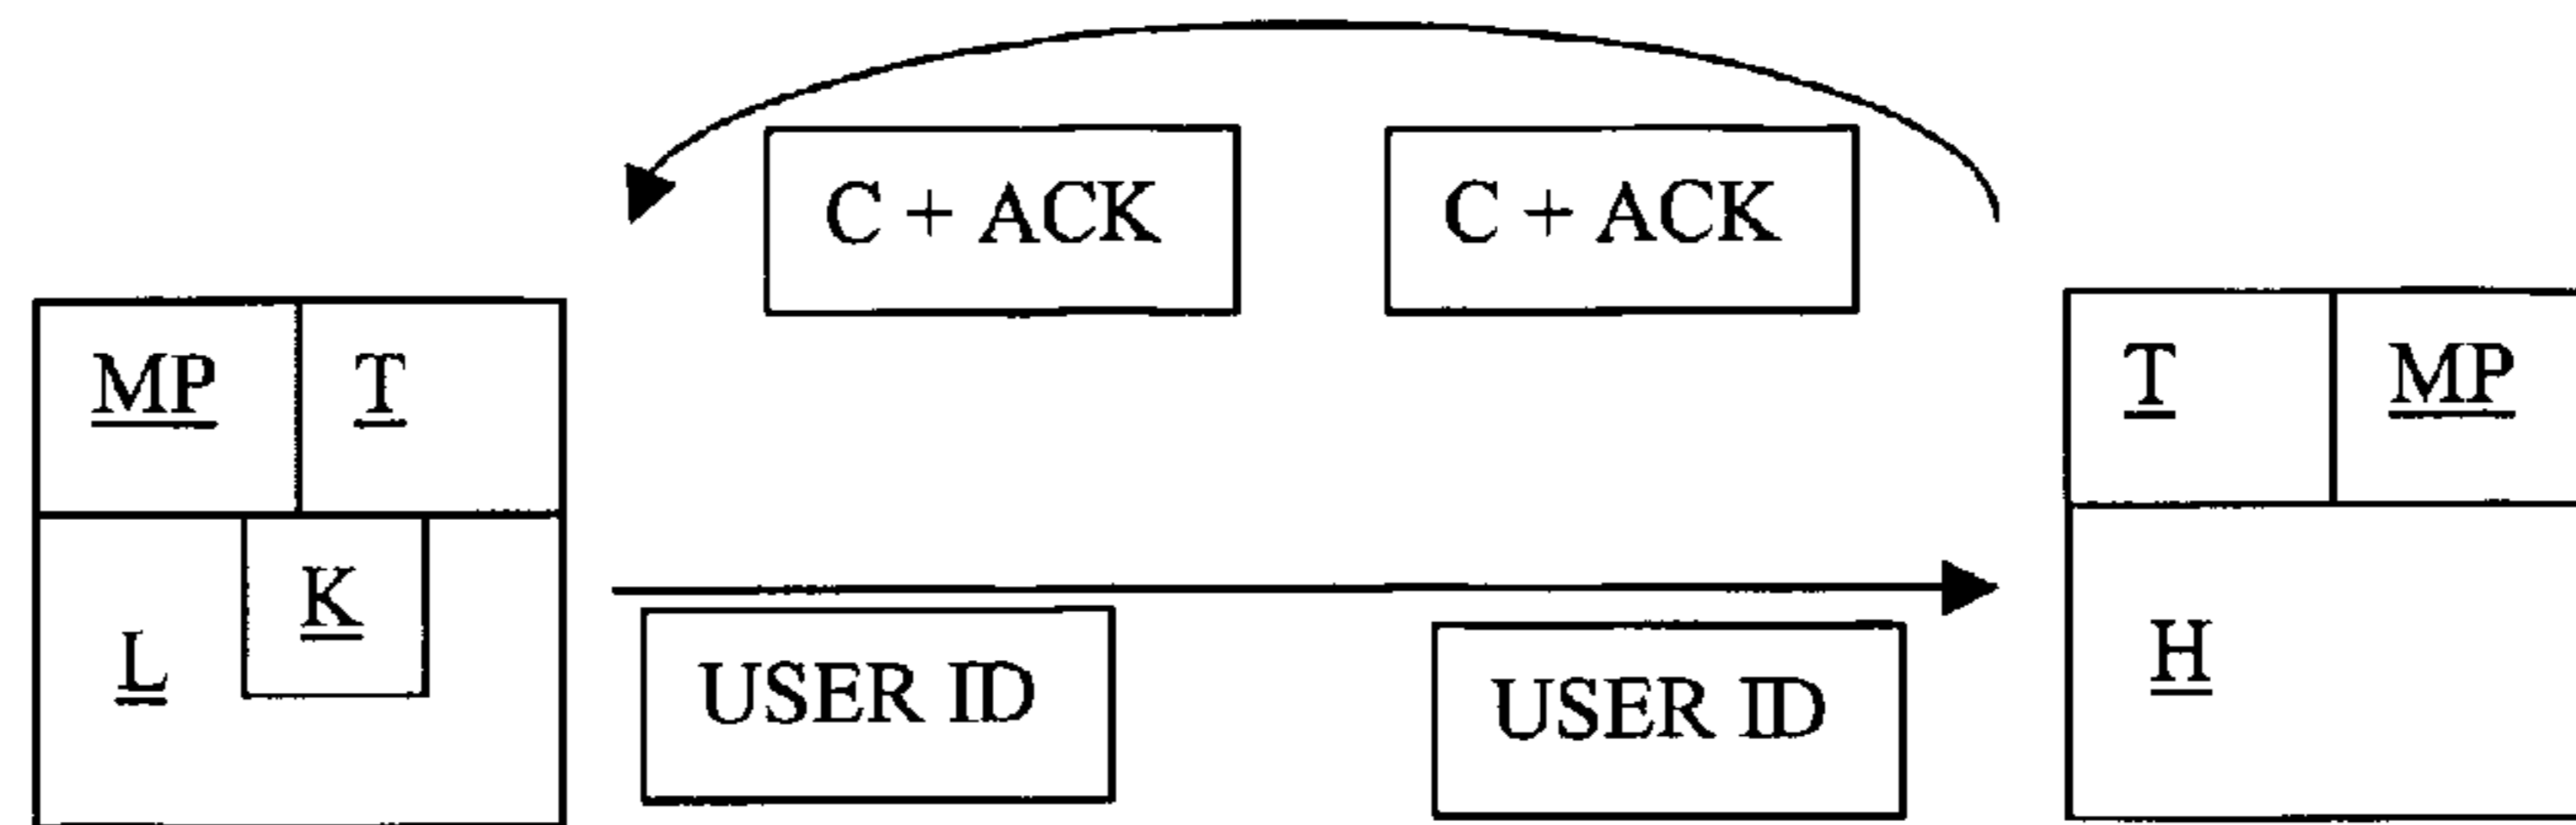 C + ACK
C + ACK
MP
T
T
MP
K
L
H
USER ID
USER ID